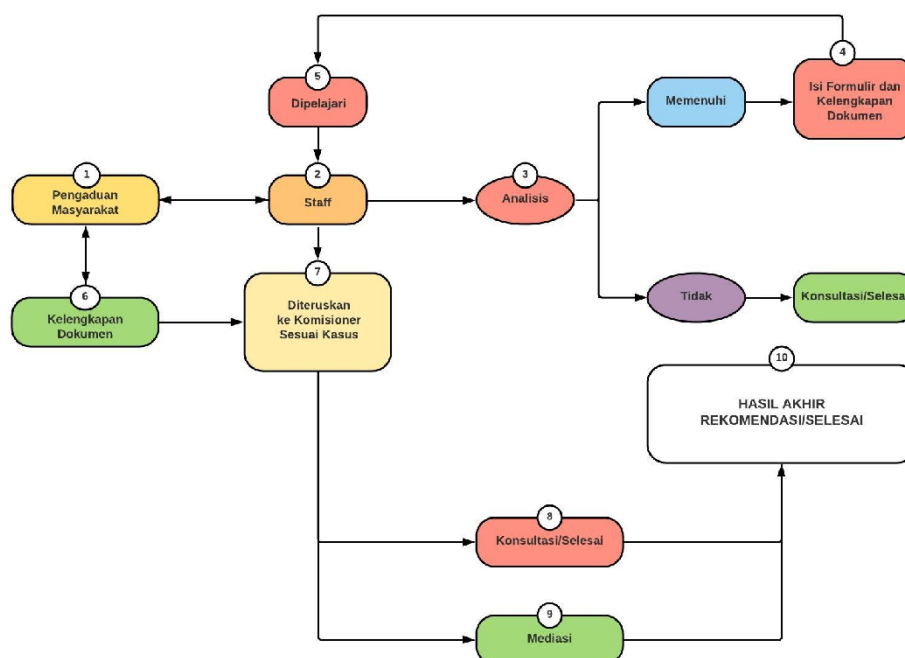 5
Dipelajari
4
Isi Formulir dan
Kelengkapan
Dokumen
Memenuhi
1
Pengaduan
Masyarakat
2
Staff
3
Analisis
6
Kelengkapan
Dokumen
7
Diteruskan
ke Komisioner
Sesuai Kasus
Tidak
Konsultasi/Selesai
10
HASIL AKHIR
REKOMENDASI/SELESAI
8
Konsultasi/Selesai
9
Mediasi